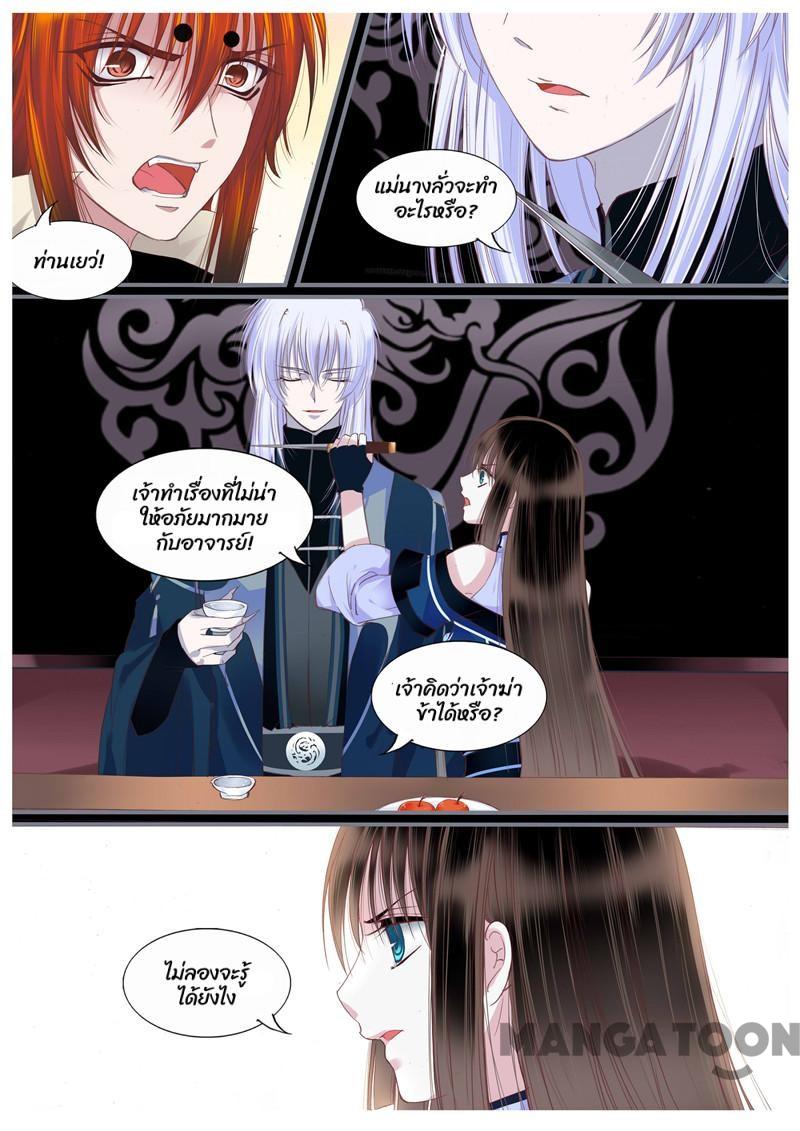 ท่านเยว่!
แม่นางลั่วจะทำ
อะไรหรือ?
เจ้าทำเรื่องที่ไม่น่า
ให้อภัยมากมาย
กับอาจารย์!
เจ้าคิดว่าเจ้าฆ่า
ข้าได้หรือ?
ไม่ลองจะรู้
ได้ยังไง
MANGATOON